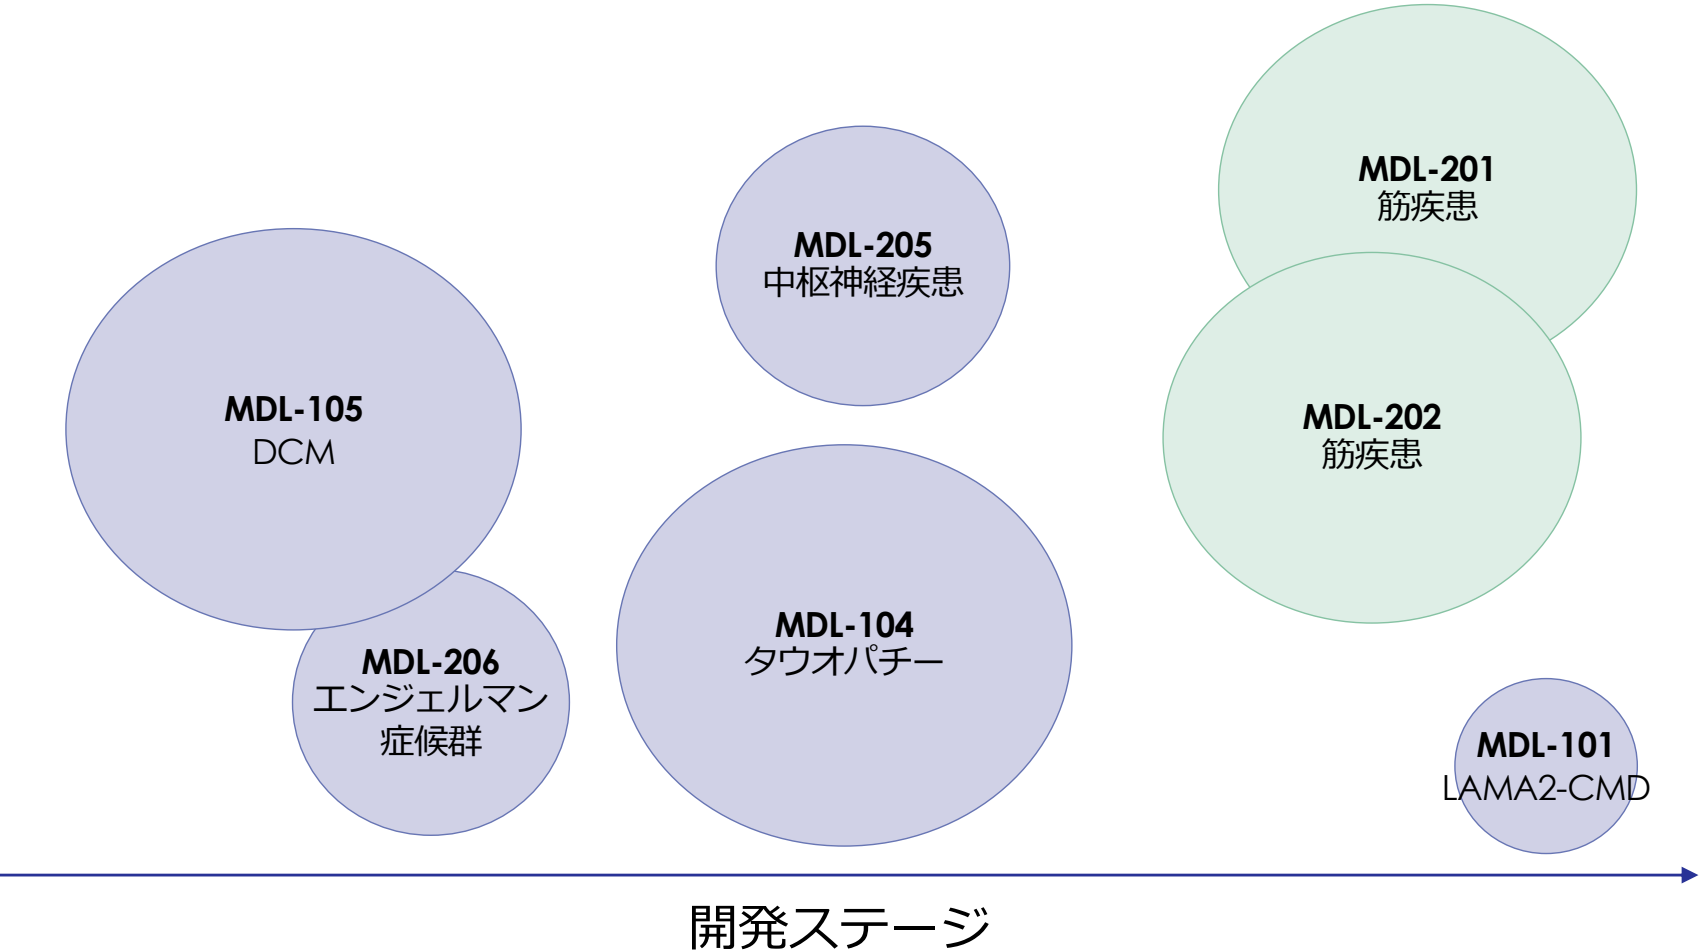 MDL-201
筋疾患
MDL-205
中枢神経疾患
MDL-105
DCM
MDL-202
筋疾患
MDL-104
タウオパチー
MDL-206
エンジェルマン
症候群
MDL-101
LAMA2-CMD
開発ステージ